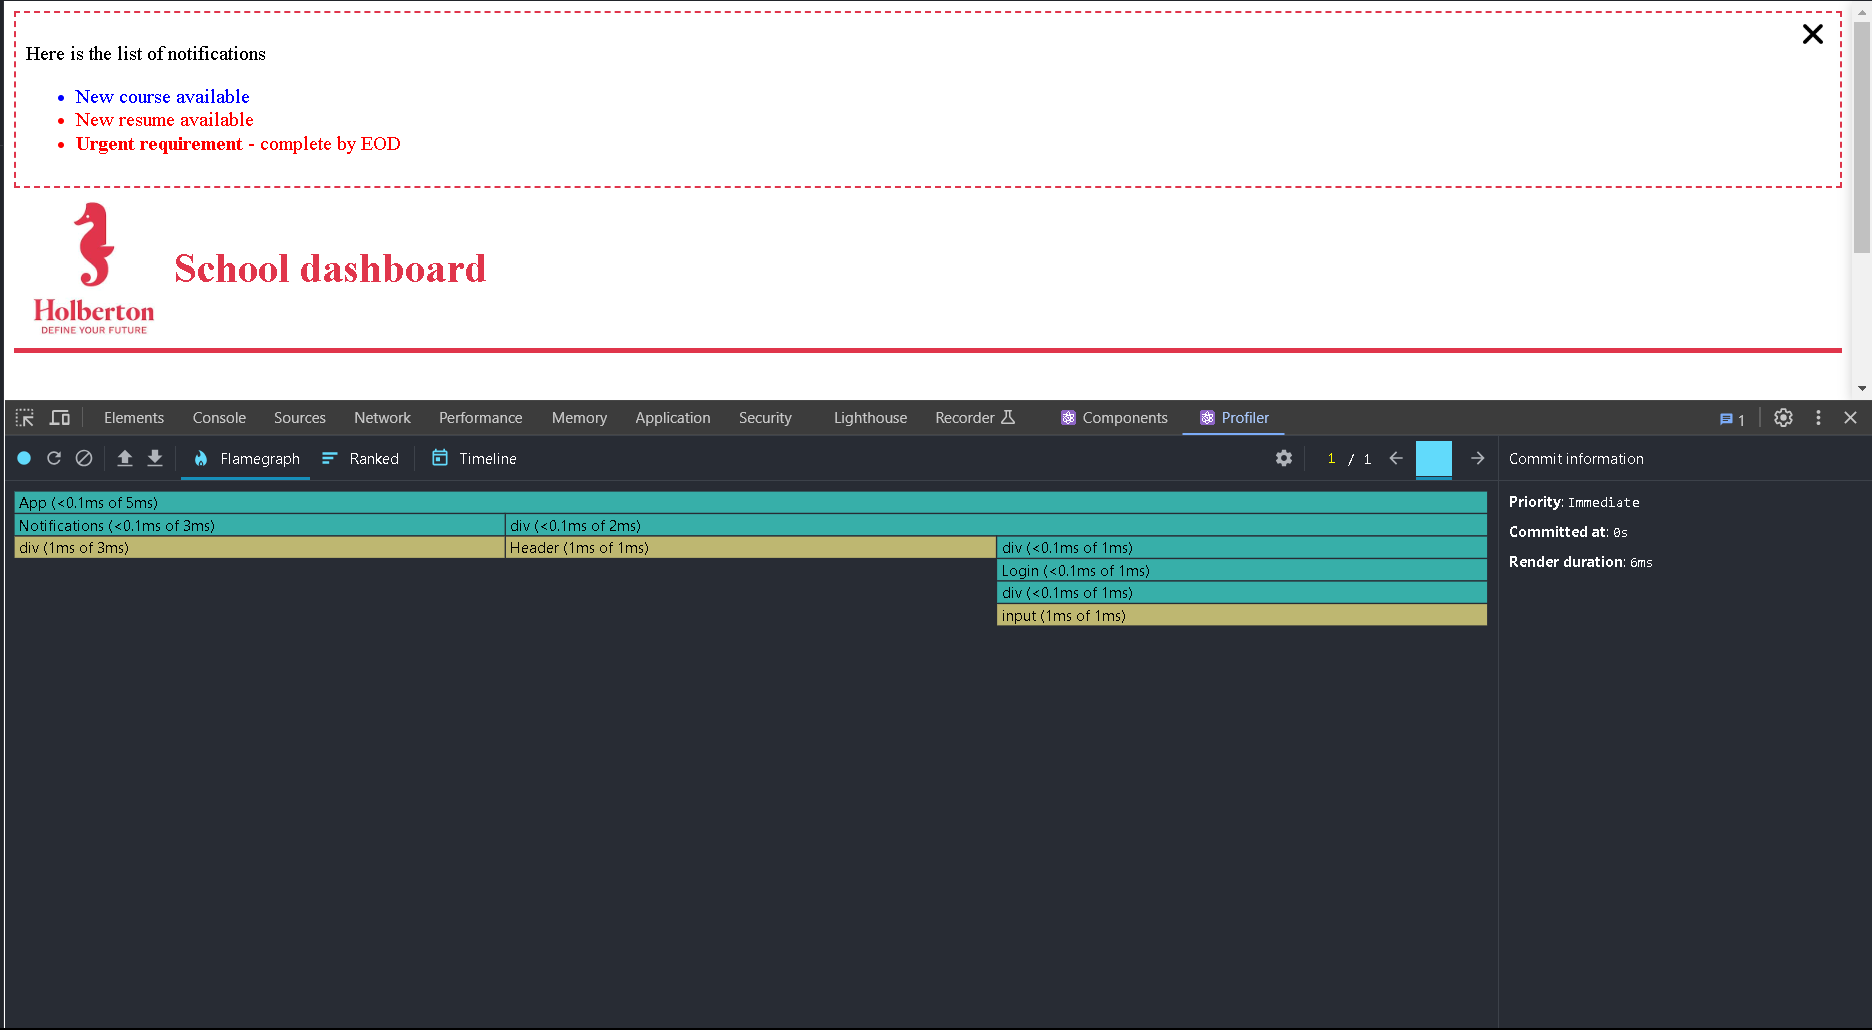 Here is the list of notifications
New course available
New resume available
Urgent requirement - complete by EOD
Holberton
DEFINE YOUR FUTURE
School dashboard
Elements Console Sources Network Performance Memory Application Security Lighthouse Recorder Components Profiler 1
Flamegraph Ranked Timeline 1 / 1 Commit information
App (<0.1ms of 5ms)
Notifications (<0.1ms of 3ms) div (<0.1ms of 2ms)
div (1ms of 3ms) Header (1ms of 1ms) div (<0.1ms of 1ms)
Login (<0.1ms of 1ms)
div (<0.1ms of 1ms)
input (1ms of 1ms)
Priority: Immediate
Committed at: 0s
Render duration: 6ms